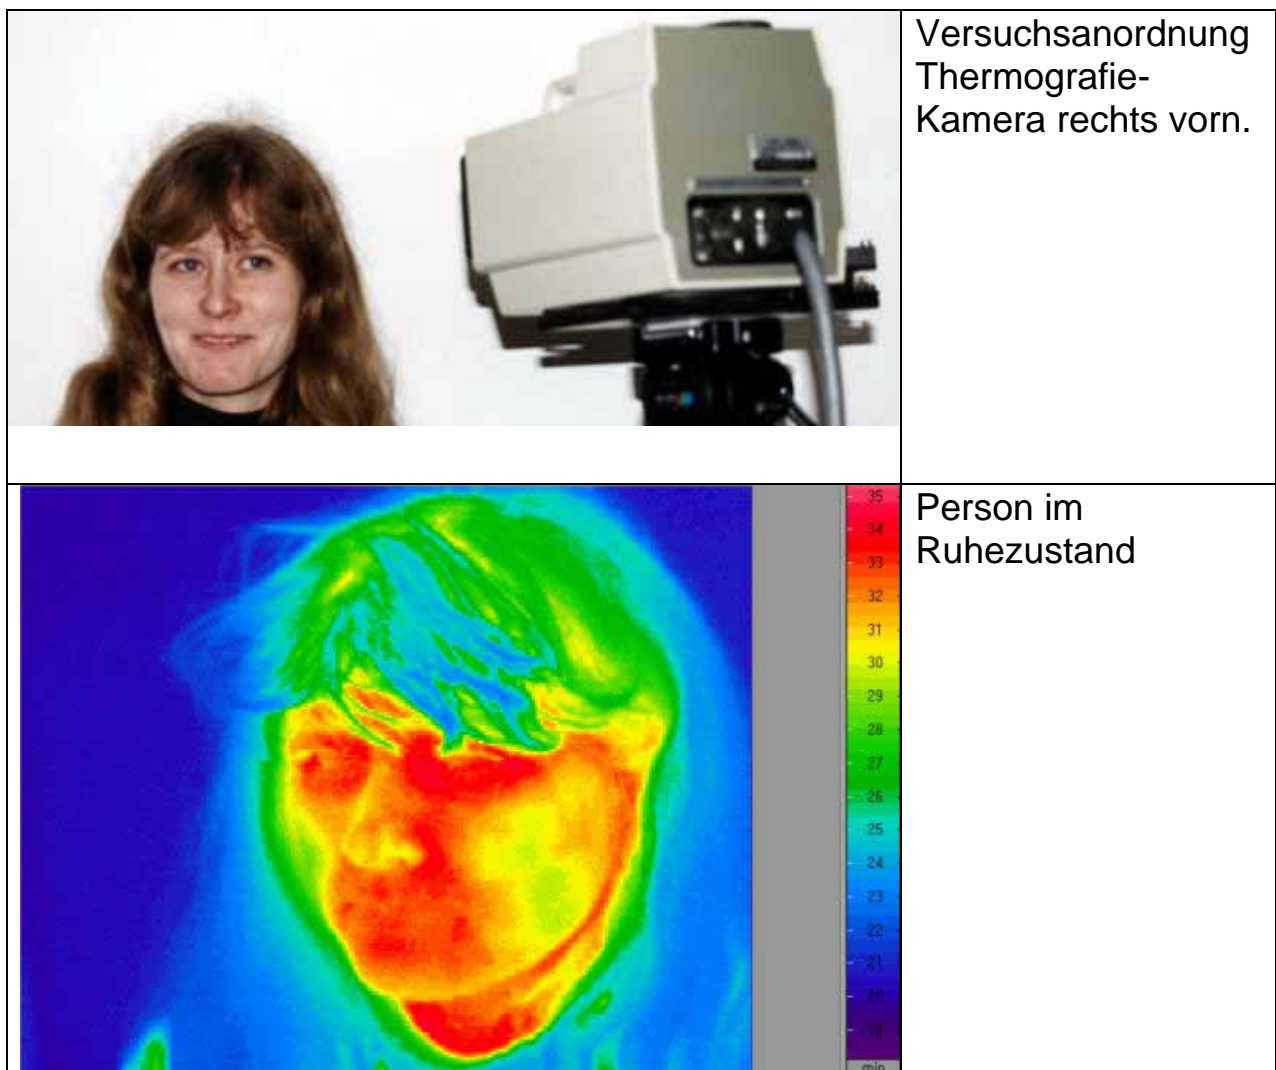 Versuchsanordnung
Thermografie-
Kamera rechts vorn.
Person im
Ruhezustand
35
34
33
32
31
30
29
28
27
26
25
24
23
22
21
20
19
min